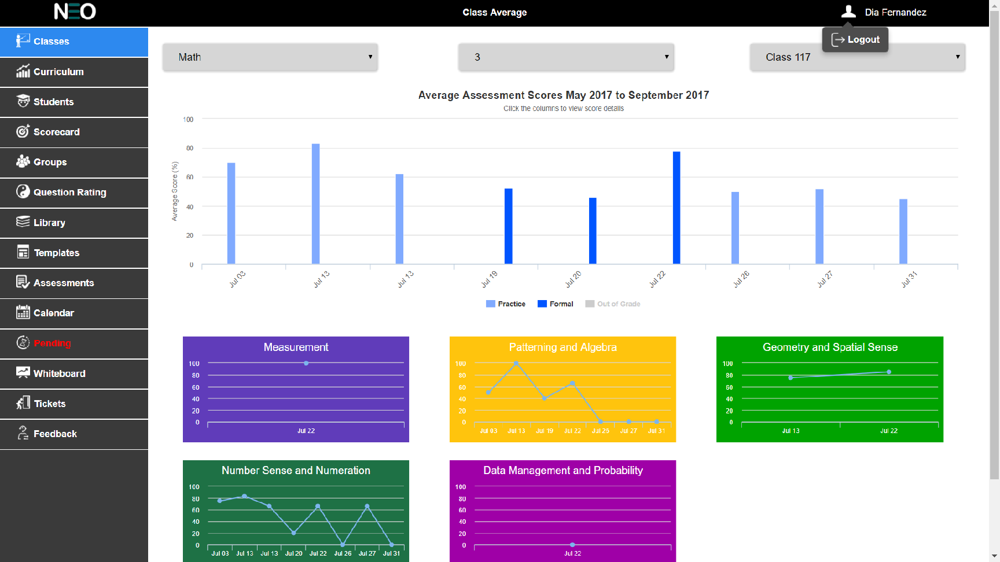 NEO
Class Average
Dia Fernandez
Logout
Classes
Curriculum
Students
Scorecard
Groups
Question Rating
Library
Templates
Assessments
Calendar
Pending
Whiteboard
Tickets
Feedback
Math
3
Class 117
Average Assessment Scores May 2017 to September 2017
Click the columns to view score details
Average Score (%)
100
80
60
40
20
0
Jul 03 Jul 13 Jul 13 Jul 19 Jul 20 Jul 22 Jul 26 Jul 27 Jul 31
Practice Formal Out of Grade
Measurement
100
80
60
40
20
0
Jul 22
Patterning and Algebra
100
80
60
40
20
0
Jul 03 Jul 13 Jul 19 Jul 22 Jul 26 Jul 27 Jul 31
Geometry and Spatial Sense
100
80
60
40
20
0
Jul 13 Jul 22
Number Sense and Numeration
100
80
60
40
20
0
Jul 03 Jul 13 Jul 13 Jul 20 Jul 22 Jul 26 Jul 27 Jul 31
Data Management and Probability
100
80
60
40
20
0
Jul 22